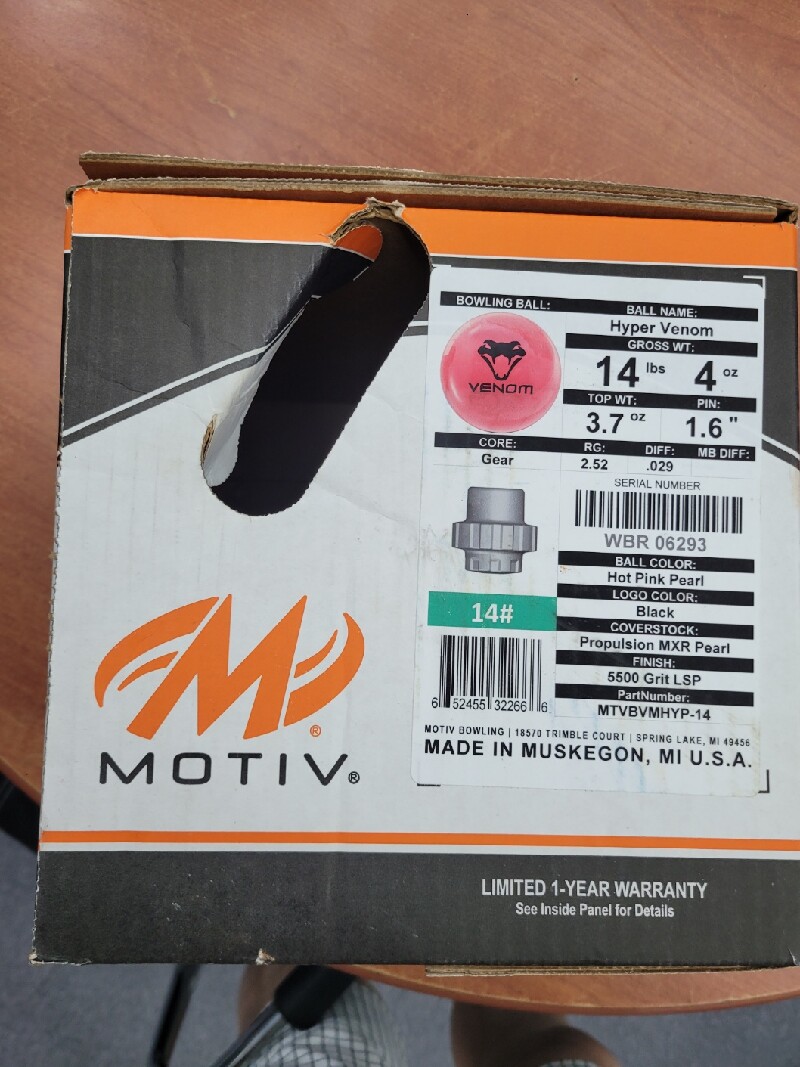 BOWLING BALL:
BALL NAME:
Hyper Venom
GROSS WT:
14 lbs 4 oz
TOP WT: PIN:
3.7 oz 1.6 "
VENOM
CORE: RG: DIFF: MB DIFF:
Gear 2.52 .029
SERIAL NUMBER
WBR 06293
BALL COLOR:
Hot Pink Pearl
LOGO COLOR:
Black
COVERSTOCK:
Propulsion MXR Pearl
FINISH:
5500 Grit LSP
PartNumber:
MTVBVMHYP-14
14#
6 52455 32266 6
MOTIV BOWLING | 18570 TRIMBLE COURT | SPRING LAKE, MI 49456
MADE IN MUSKEGON, MI U.S.A.
M®
MOTIV®
LIMITED 1-YEAR WARRANTY
See Inside Panel for Details